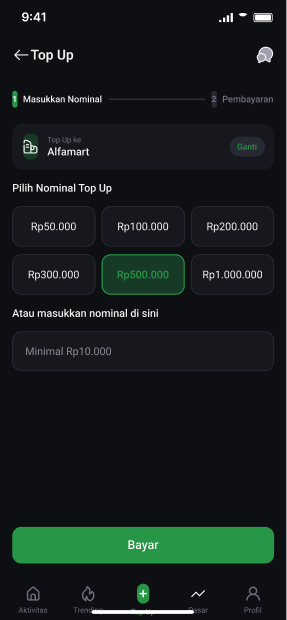 9:41
Top Up
1 Masukkan Nominal 2 Pembayaran
Top Up ke
Alfamart
Ganti
Pilih Nominal Top Up
Rp50.000 Rp100.000 Rp200.000
Rp300.000 Rp500.000 Rp1.000.000
Atau masukkan nominal di sini
Minimal Rp10.000
Bayar
Aktivitas Profil